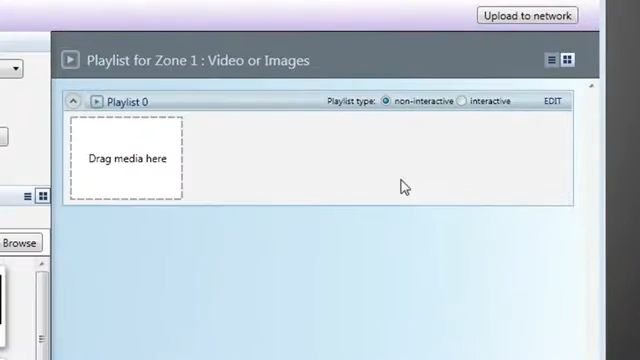 Upload to network
Playlist for Zone 1 : Video or Images
Playlist 0
Playlist type: non-interactive interactive EDIT
Drag media here
Browse